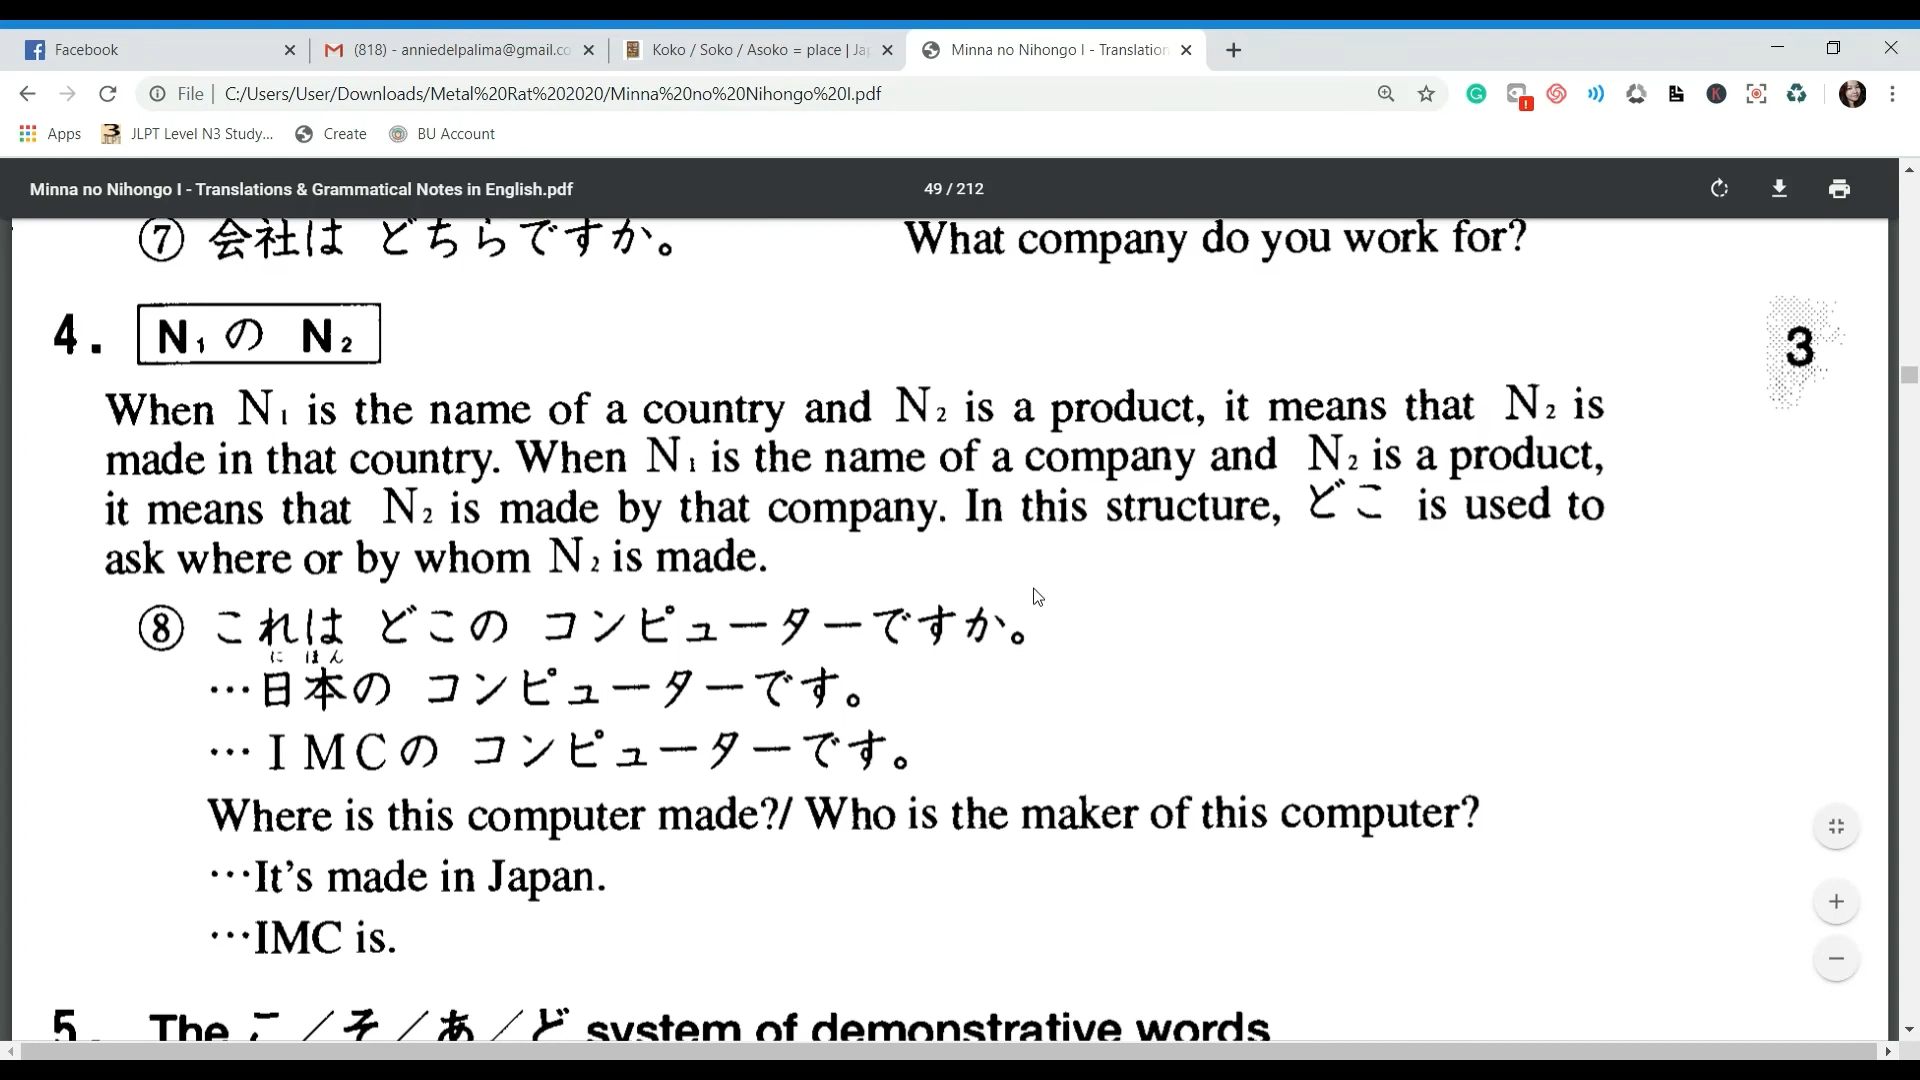 Facebook
(818) - anniedelpalima@gmail.co
Koko / Soko / Asoko = place | Ja
Minna no Nihongo I - Translation
File | C:/Users/User/Downloads/Metal%20Rat%202020/Minna%20no%20Nihongo%20I.pdf
Apps
JLPT Level N3 Study...
Create
BU Account
Minna no Nihongo I - Translations & Grammatical Notes in English.pdf
49 / 212
⑦ 会社は どちらですか。 What company do you work for?
4. N₁の N₂
3
When N₁ is the name of a country and N₂ is a product, it means that N₂ is
made in that country. When N₁ is the name of a company and N₂ is a product,
it means that N₂ is made by that company. In this structure, どこ is used to
ask where or by whom N₂ is made.
⑧ これは どこの コンピューターですか。
に ほん
…日本の コンピューターです。
…IMCの コンピューターです。
Where is this computer made?/ Who is the maker of this computer?
…It's made in Japan.
…IMC is.
5. The こ／そ／あ／ど system of demonstrative words